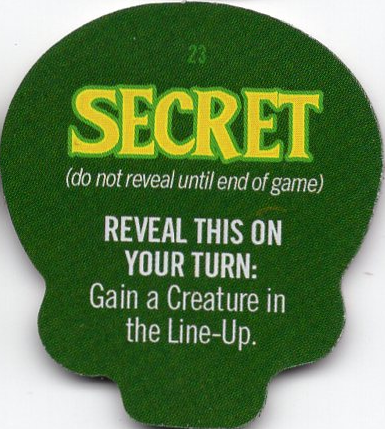 23
SECRET
(do not reveal until end of game)
REVEAL THIS ON
YOUR TURN:
Gain a Creature in
the Line-Up.